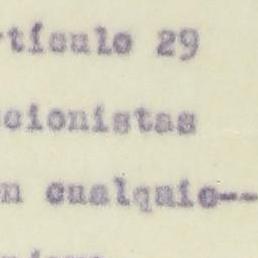 rtículo 29
cionistas
n cualquie--